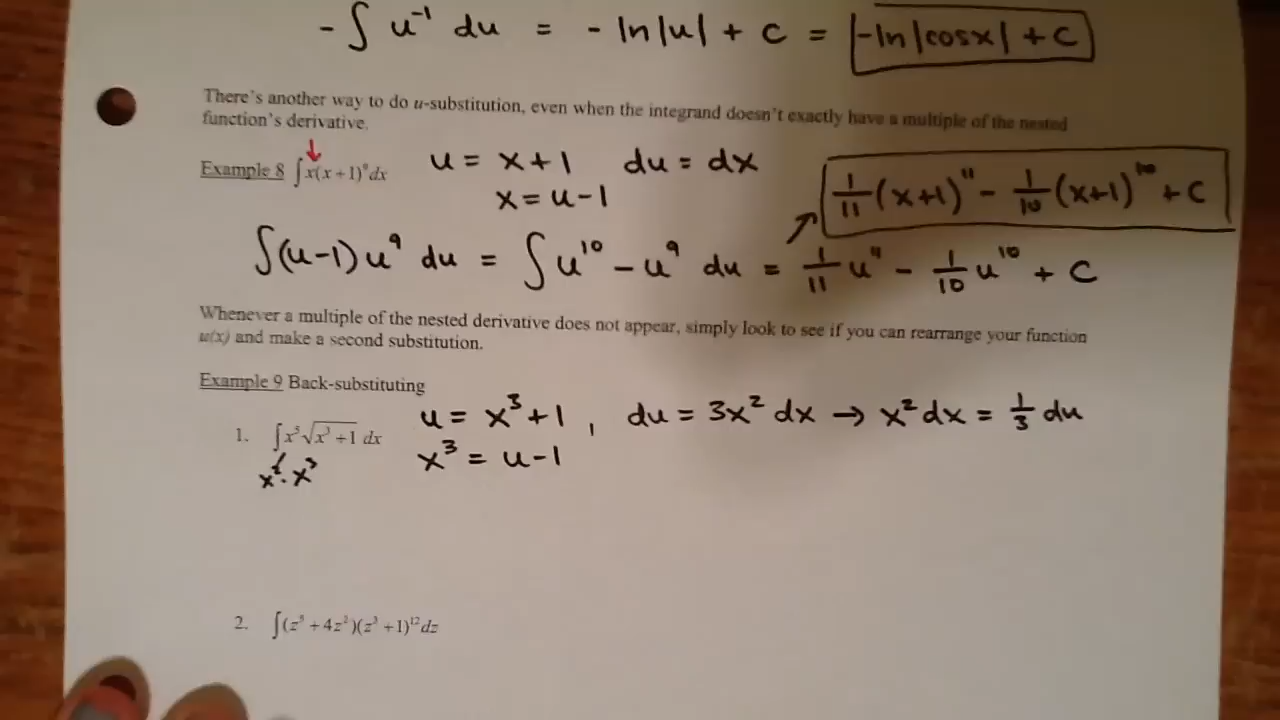 - ∫ u⁻¹ du = - ln|u| + C = -ln|cosx| + C
There's another way to do u-substitution, even when the integrand doesn't exactly have a multiple of the nested
function's derivative.
Example 8 ∫x(x+1)⁹dx u = x+1 du = dx
x = u-1
1/11(x+1)¹¹ - 1/10(x+1)¹⁰ + C
∫(u-1)u⁹ du = ∫u¹⁰ - u⁹ du = 1/11 u¹¹ - 1/10 u¹⁰ + C
Whenever a multiple of the nested derivative does not appear, simply look to see if you can rearrange your function
u(x) and make a second substitution.
Example 9 Back-substituting
1. ∫x⁵√(x³+1) dx u = x³+1, du = 3x² dx → x² dx = 1/3 du
x²·x³ x³ = u-1
2. ∫(z⁵+4z²)(z³+1)¹²dz